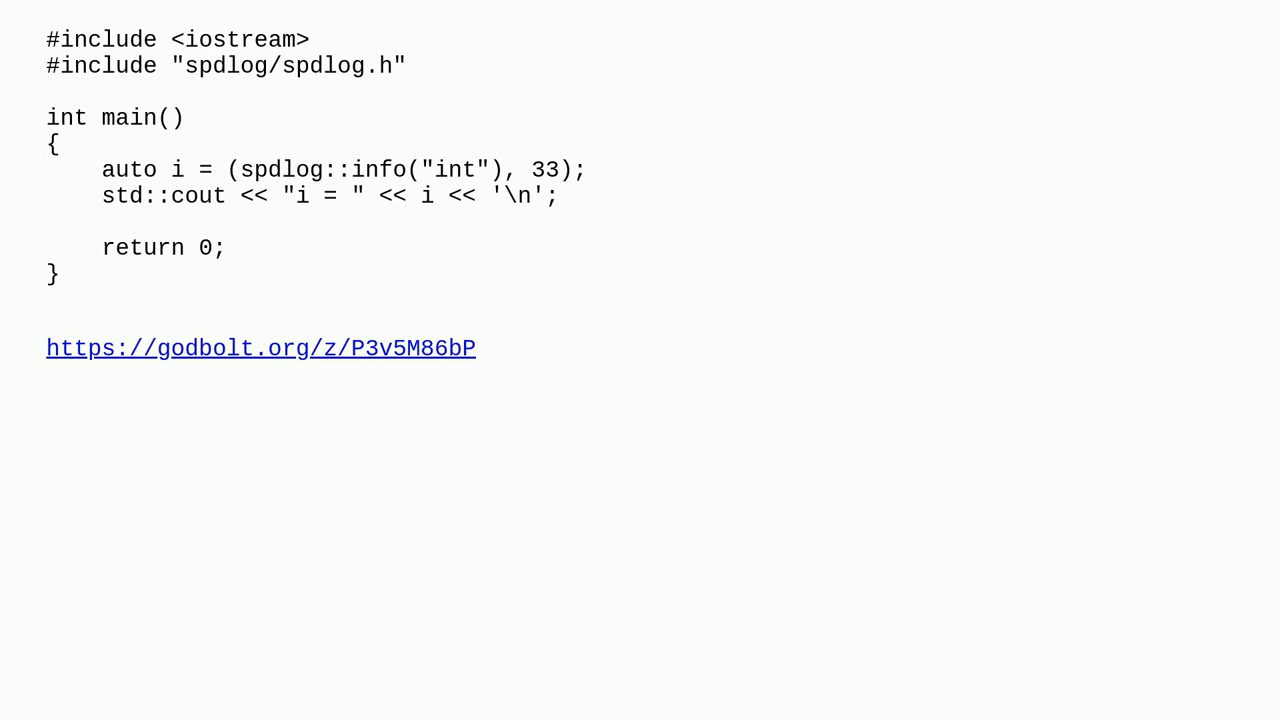 #include <iostream>
#include "spdlog/spdlog.h"
int main()
{
    auto i = (spdlog::info("int"), 33);
    std::cout << "i = " << i << '\n';
    return 0;
}
https://godbolt.org/z/P3v5M86bP